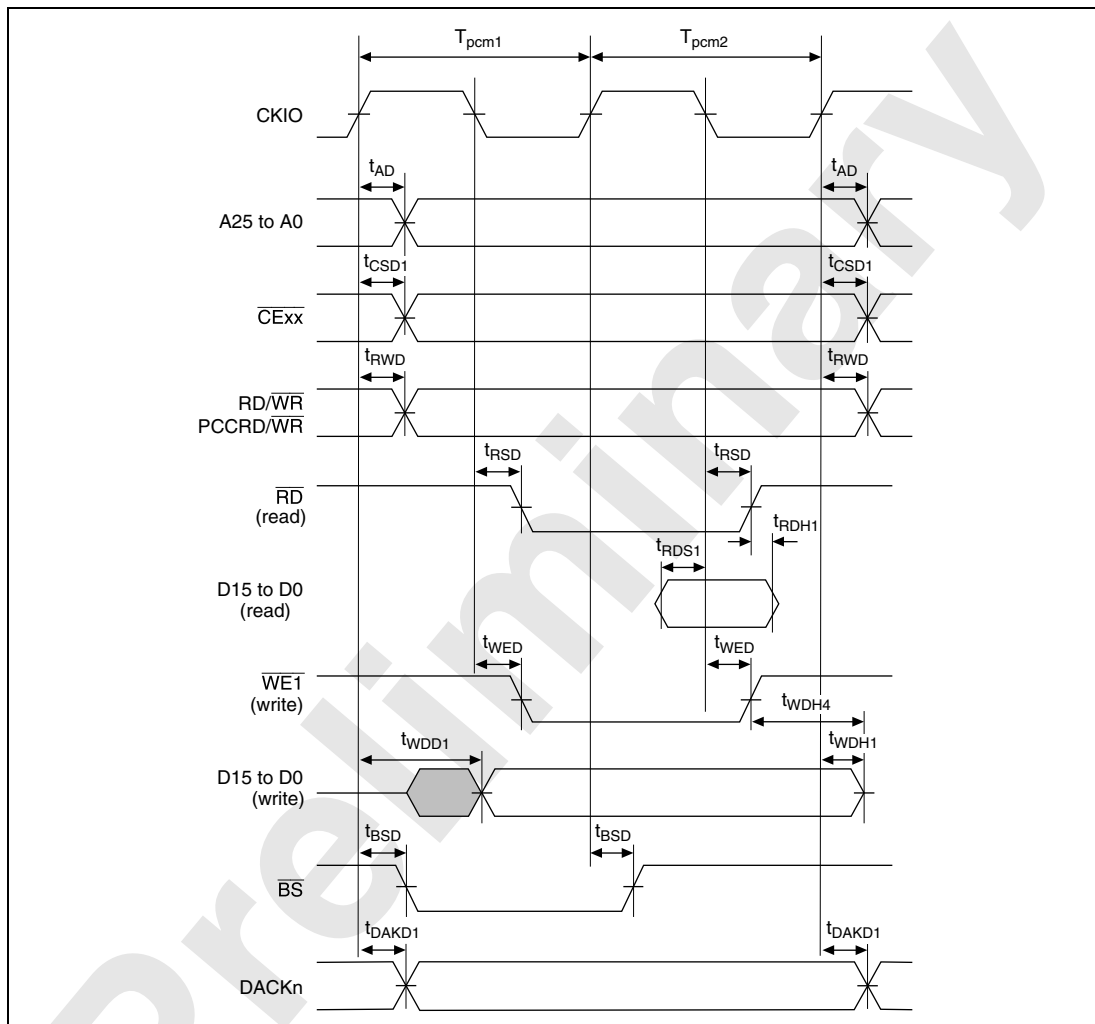 Tpcm1 Tpcm2
CKIO
tAD tAD
A25 to A0
tCSD1 tCSD1
CExx
tRWD tRWD
RD/WR
PCCRD/WR
tRSD tRSD
RD
(read)
tRDH1
tRDS1
D15 to D0
(read)
tWED tWED
WE1
(write)
tWDH4
tWDD1 tWDH1
D15 to D0
(write)
tBSD tBSD
BS
tDAKD1 tDAKD1
DACKn
Preliminary